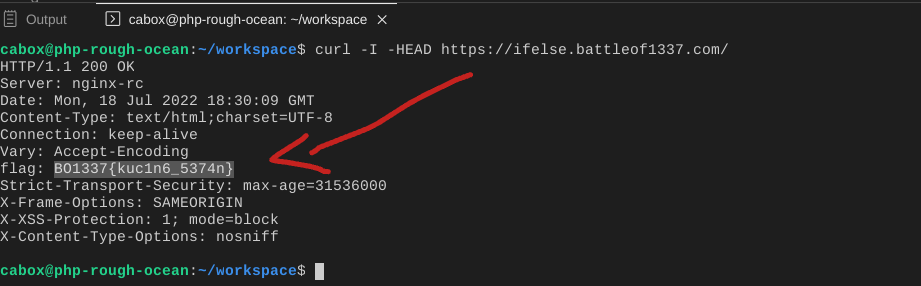 Output
cabox@php-rough-ocean: ~/workspace
cabox@php-rough-ocean:~/workspace$ curl -I -HEAD https://ifelse.battleof1337.com/
HTTP/1.1 200 OK
Server: nginx-rc
Date: Mon, 18 Jul 2022 18:30:09 GMT
Content-Type: text/html;charset=UTF-8
Connection: keep-alive
Vary: Accept-Encoding
flag: BO1337{kuc1n6_5374n}
Strict-Transport-Security: max-age=31536000
X-Frame-Options: SAMEORIGIN
X-XSS-Protection: 1; mode=block
X-Content-Type-Options: nosniff
cabox@php-rough-ocean:~/workspace$